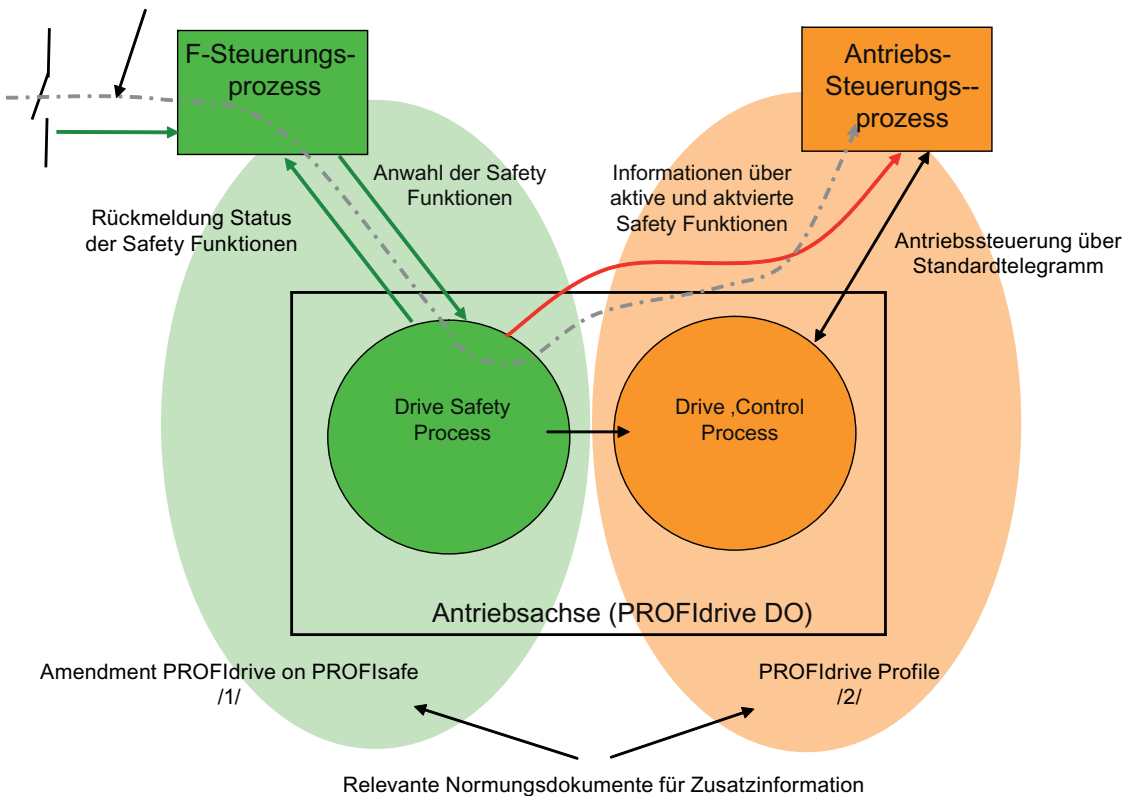 F-Steuerungs-
prozess
Antriebs-
Steuerungs--
prozess
Anwahl der Safety
Funktionen
Informationen über
aktive und aktvierte
Safety Funktionen
Rückmeldung Status
der Safety Funktionen
Antriebssteuerung über
Standardtelegramm
Drive Safety
Process
Drive ‚Control
Process
Antriebsachse (PROFIdrive DO)
Amendment PROFIdrive on PROFIsafe
/1/
PROFIdrive Profile
/2/
Relevante Normungsdokumente für Zusatzinformation